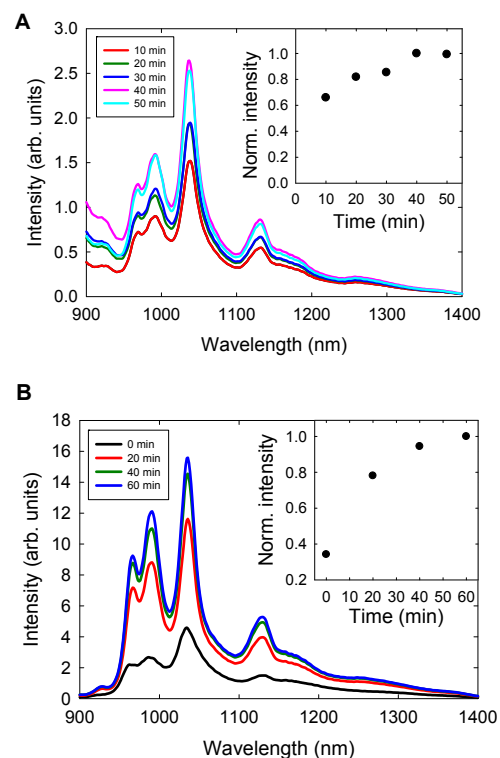 A
Intensity (arb. units)
3.0
2.5
2.0
1.5
1.0
0.5
0.0
10 min
20 min
30 min
40 min
50 min
Norm. intensity
1.0
0.8
0.6
0.4
0.2
0.0
0 10 20 30 40 50
Time (min)
900 1000 1100 1200 1300 1400
Wavelength (nm)
B
Intensity (arb. units)
18
16
14
12
10
8
6
4
2
0
0 min
20 min
40 min
60 min
Norm. intensity
1.0
0.8
0.6
0.4
0.2
0 10 20 30 40 50 60
Time (min)
900 1000 1100 1200 1300 1400
Wavelength (nm)